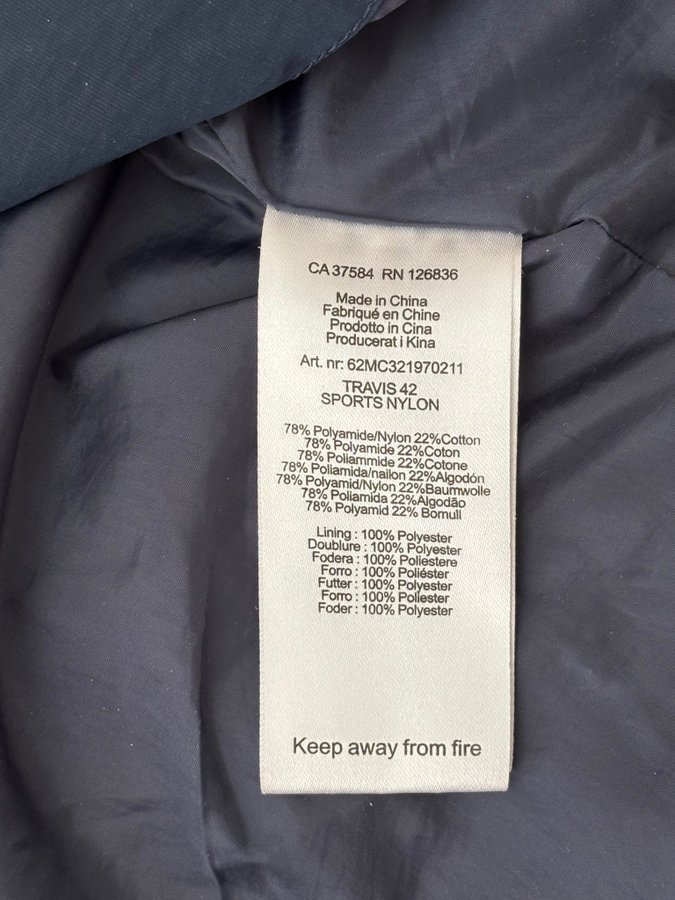 CA 37584 RN 126836
Made in China
Fabriqué en Chine
Prodotto in Cina
Producerat i Kina
Art. nr: 62MC321970211
TRAVIS 42
SPORTS NYLON
78% Polyamide/Nylon 22%Cotton
78% Polyamide 22%Coton
78% Poliammide 22%Cotone
78% Poliamida/nailon 22%Algodón
78% Polyamid/Nylon 22%Baumwolle
78% Poliamida 22%Algodão
78% Polyamid 22% Bomull
Lining : 100% Polyester
Doublure : 100% Polyester
Fodera : 100% Poliestere
Forro : 100% Poliéster
Futter : 100% Polyester
Forro : 100% Poliester
Foder : 100% Polyester
Keep away from fire